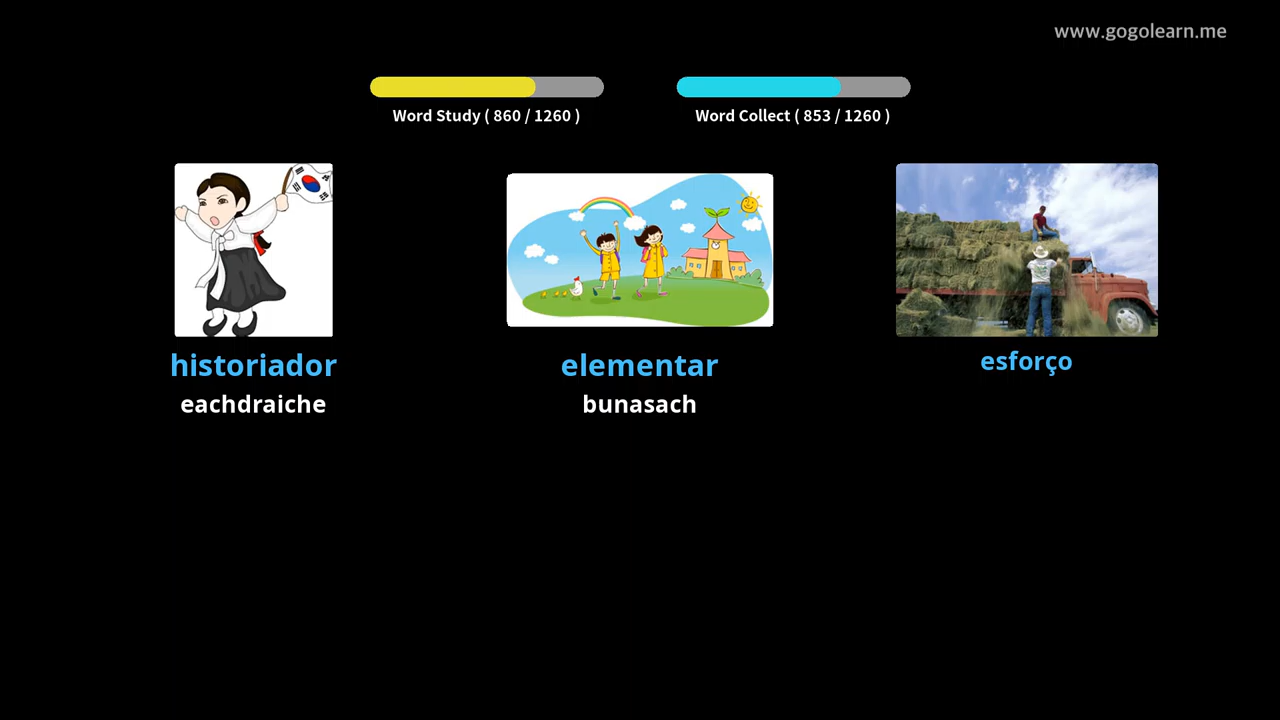 www.gogolearn.me
Word Study ( 860 / 1260 )
Word Collect ( 853 / 1260 )
historiador
eachdraiche
elementar
bunasach
esforço